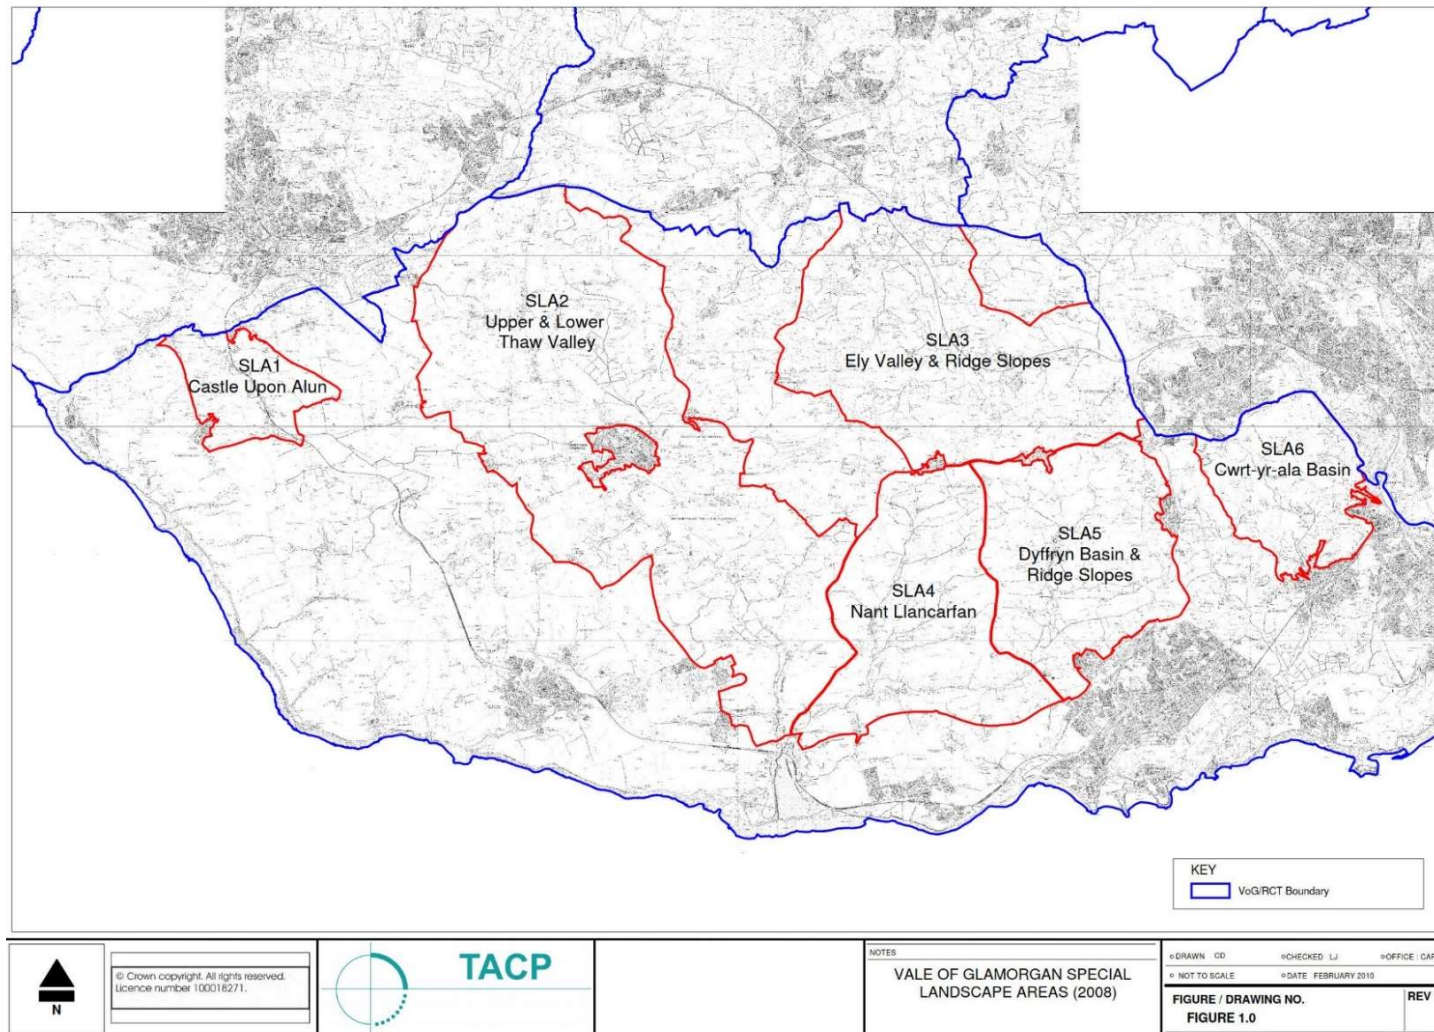 SLA1
Castle Upon Alun
SLA2
Upper & Lower
Thaw Valley
SLA3
Ely Valley & Ridge Slopes
SLA4
Nant Llancarfan
SLA5
Dyffryn Basin &
Ridge Slopes
SLA6
Cwrt-yr-ala Basin
KEY
VoG/RCT Boundary
N
© Crown copyright. All rights reserved.
Licence number 100018271.
TACP
NOTES
VALE OF GLAMORGAN SPECIAL
LANDSCAPE AREAS (2008)
DRAWN CD
CHECKED LJ
OFFICE : CAR
NOT TO SCALE
DATE FEBRUARY 2010
FIGURE / DRAWING NO.
FIGURE 1.0
REV